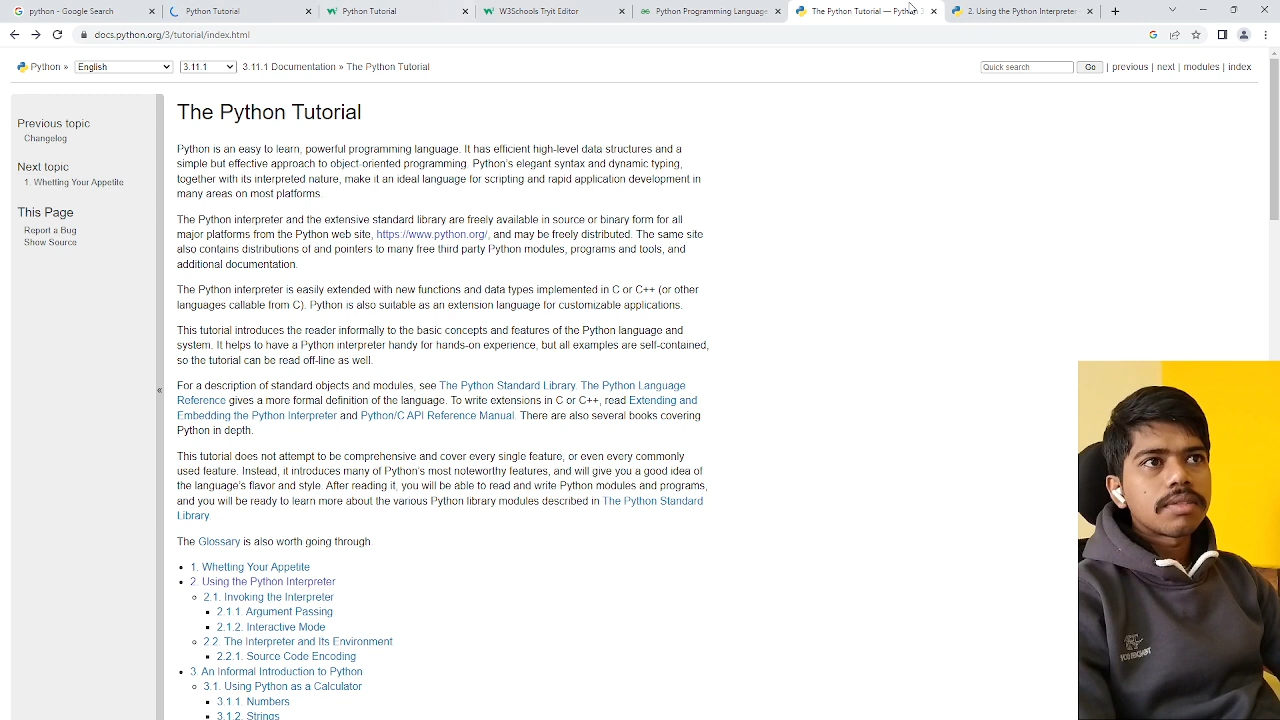 python - Google Search
Python Tutorial
Python Tutorial
W3Schools Tryit Editor
Python Programming Language
The Python Tutorial — Python 3
2. Using the Python Interpreter
docs.python.org/3/tutorial/index.html
Python »
English
3.11.1
3.11.1 Documentation » The Python Tutorial
Quick search
Go
| previous | next | modules | index
Previous topic
Changelog
Next topic
1. Whetting Your Appetite
This Page
Report a Bug
Show Source
«
The Python Tutorial
Python is an easy to learn, powerful programming language. It has efficient high-level data structures and a
simple but effective approach to object-oriented programming. Python's elegant syntax and dynamic typing,
together with its interpreted nature, make it an ideal language for scripting and rapid application development in
many areas on most platforms.
The Python interpreter and the extensive standard library are freely available in source or binary form for all
major platforms from the Python web site, https://www.python.org/, and may be freely distributed. The same site
also contains distributions of and pointers to many free third party Python modules, programs and tools, and
additional documentation.
The Python interpreter is easily extended with new functions and data types implemented in C or C++ (or other
languages callable from C). Python is also suitable as an extension language for customizable applications.
This tutorial introduces the reader informally to the basic concepts and features of the Python language and
system. It helps to have a Python interpreter handy for hands-on experience, but all examples are self-contained,
so the tutorial can be read off-line as well.
For a description of standard objects and modules, see The Python Standard Library. The Python Language
Reference gives a more formal definition of the language. To write extensions in C or C++, read Extending and
Embedding the Python Interpreter and Python/C API Reference Manual. There are also several books covering
Python in depth.
This tutorial does not attempt to be comprehensive and cover every single feature, or even every commonly
used feature. Instead, it introduces many of Python's most noteworthy features, and will give you a good idea of
the language's flavor and style. After reading it, you will be able to read and write Python modules and programs,
and you will be ready to learn more about the various Python library modules described in The Python Standard
Library.
The Glossary is also worth going through.
1. Whetting Your Appetite
2. Using the Python Interpreter
2.1. Invoking the Interpreter
2.1.1. Argument Passing
2.1.2. Interactive Mode
2.2. The Interpreter and Its Environment
2.2.1. Source Code Encoding
3. An Informal Introduction to Python
3.1. Using Python as a Calculator
3.1.1. Numbers
3.1.2. Strings